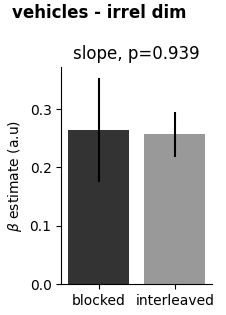 vehicles - irrel dim
slope, p=0.939
β estimate (a.u)
0.3
0.2
0.1
0.0
blocked interleaved